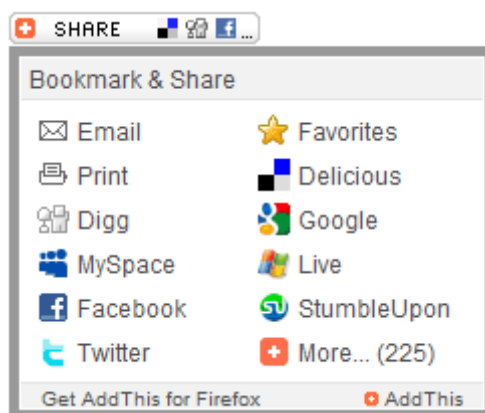 SHARE ...
Bookmark & Share
Email Favorites
Print Delicious
Digg Google
MySpace Live
Facebook StumbleUpon
Twitter More... (225)
Get AddThis for Firefox AddThis